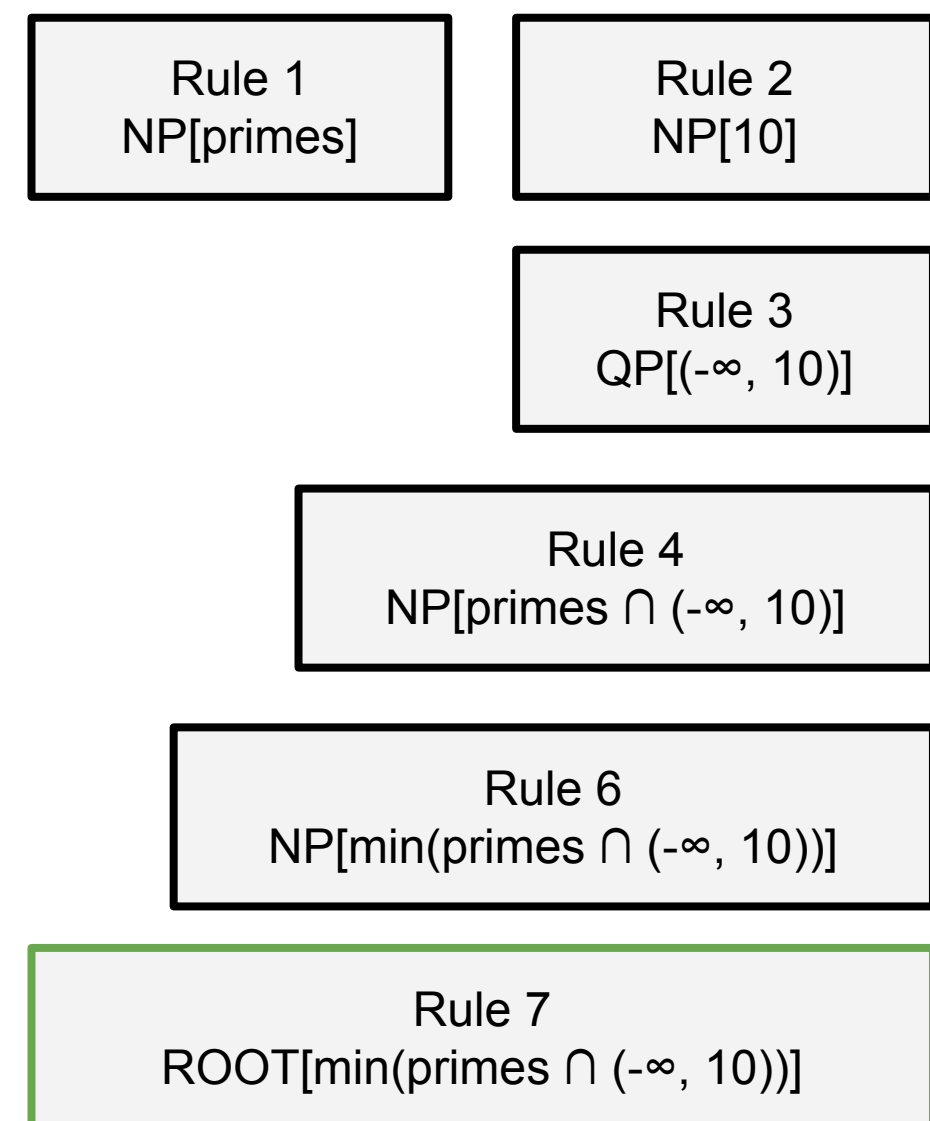 Rule 1
NP[primes]
Rule 2
NP[10]
Rule 3
QP[(-∞, 10)]
Rule 4
NP[primes ∩ (-∞, 10)]
Rule 6
NP[min(primes ∩ (-∞, 10))]
Rule 7
ROOT[min(primes ∩ (-∞, 10))]